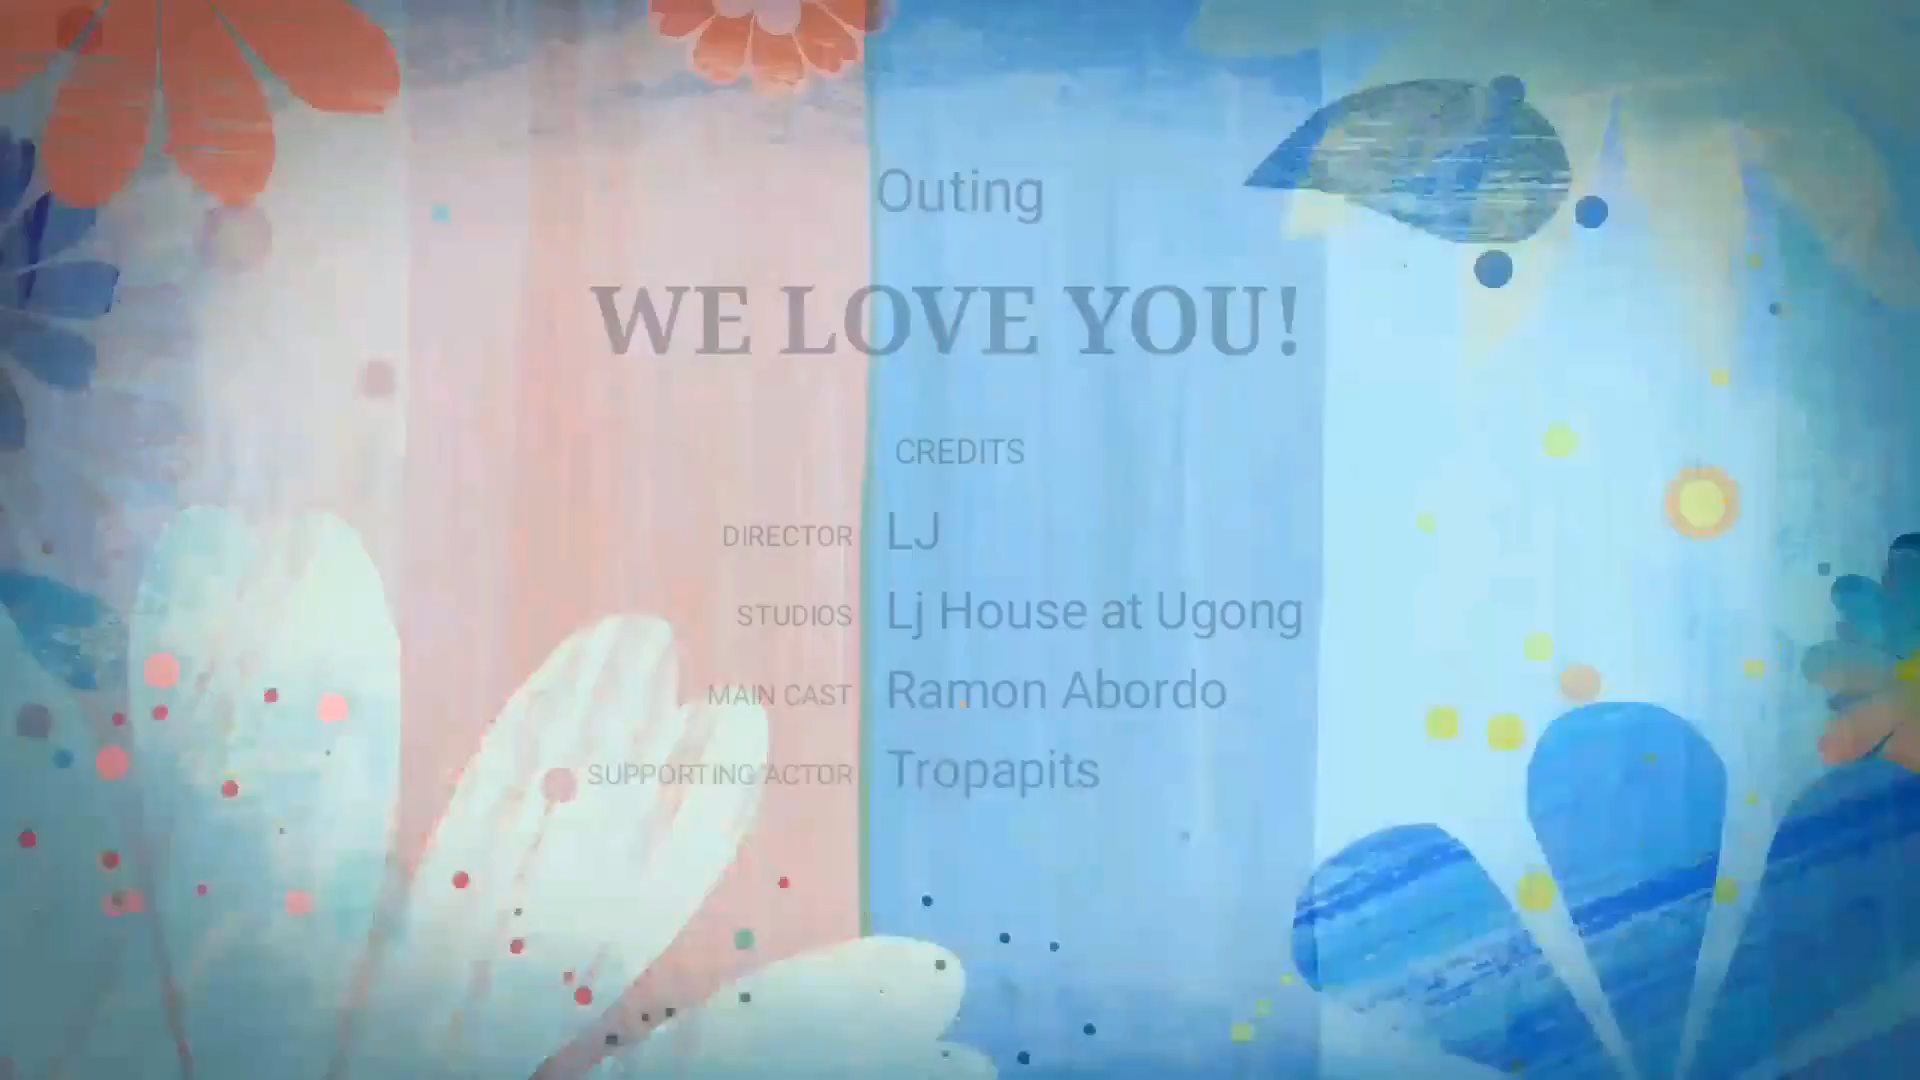 Outing
WE LOVE YOU!
CREDITS
DIRECTOR LJ
STUDIOS Lj House at Ugong
MAIN CAST Ramon Abordo
SUPPORTING ACTOR Tropapits